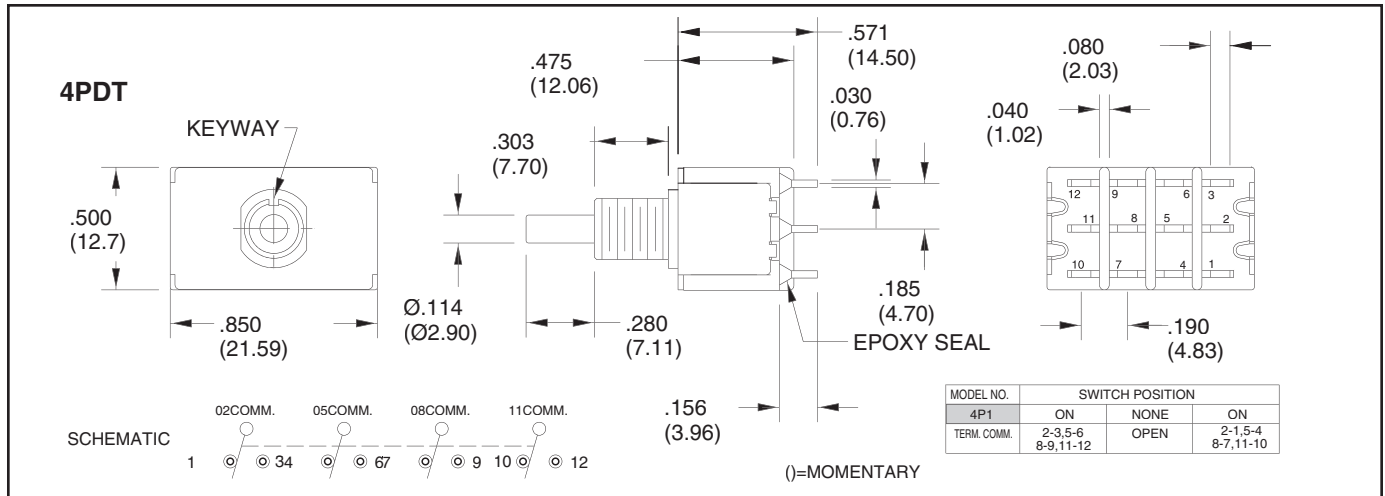 4PDT
KEYWAY
.500
(12.7)
.850
(21.59)
.475
(12.06)
.571
(14.50)
.303
(7.70)
.030
(0.76)
Ø.114
(Ø2.90)
.280
(7.11)
.185
(4.70)
EPOXY SEAL
.156
(3.96)
.080
(2.03)
.040
(1.02)
12 9 6 3
11 8 5 2
10 7 4 1
.190
(4.83)
SCHEMATIC
02COMM. 05COMM. 08COMM. 11COMM.
1 34 67 9 10 12
()=MOMENTARY
MODEL NO. SWITCH POSITION
4P1 ON NONE ON
TERM. COMM. 2-3,5-6 OPEN 2-1,5-4
8-9,11-12 8-7,11-10